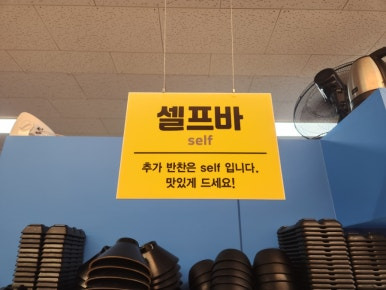 셀프바
self
추가 반찬은 self 입니다.
맛있게 드세요!